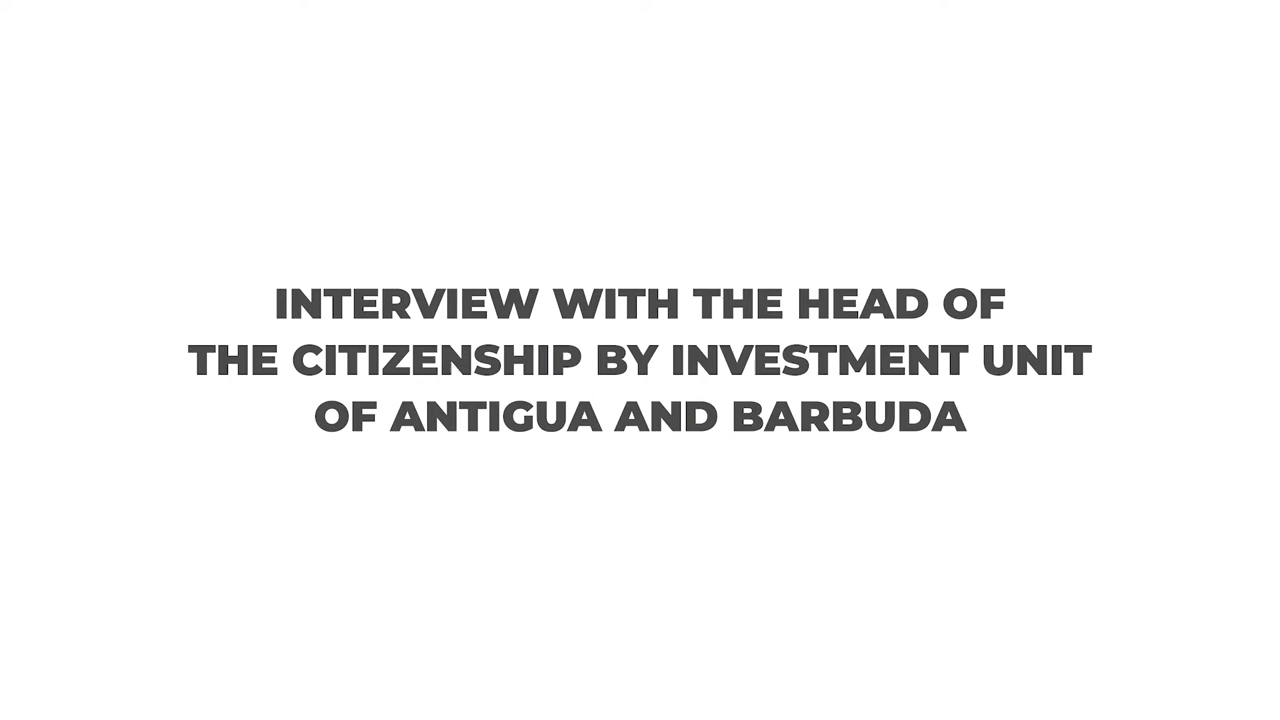 INTERVIEW WITH THE HEAD OF
THE CITIZENSHIP BY INVESTMENT UNIT
OF ANTIGUA AND BARBUDA